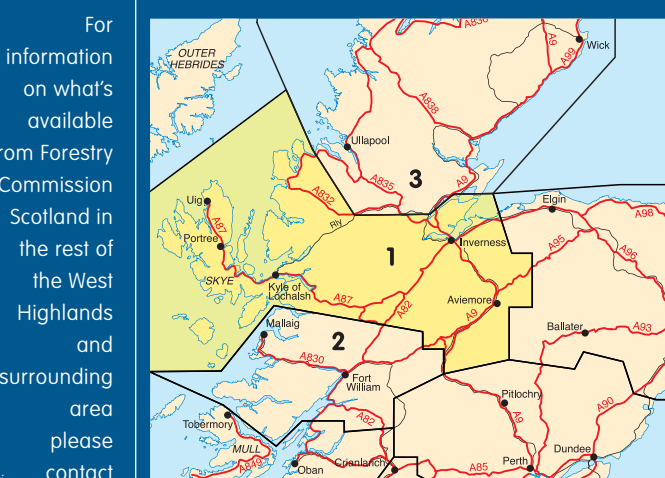 For
information
on what's
available
from Forestry
Commission
Scotland in
the rest of
the West
Highlands
and
surrounding
area
please
contact
OUTER
HEBRIDES
A836
A9
A99
Wick
A838
Ullapool
3
A835
A9
A832
Elgin
A98
Uig
A87
Rly
Inverness
A95
A96
Portree
1
SKYE
Kyle of
Lochalsh
A87
A82
Aviemore
A9
Mallaig
2
Ballater
A93
A830
Fort
William
Pitlochry
A9
A90
Tobermory
A82
MULL
A849
Oban
Crianlarich
A85
Perth
Dundee